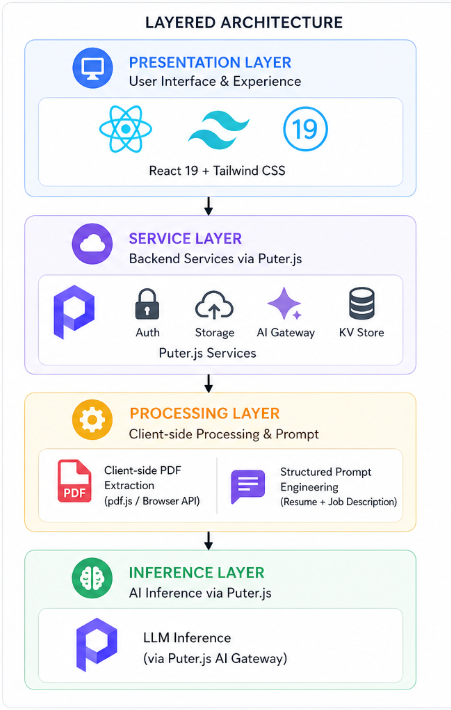 LAYERED ARCHITECTURE
PRESENTATION LAYER
User Interface & Experience
19
React 19 + Tailwind CSS
SERVICE LAYER
Backend Services via Puter.js
Auth
Storage
AI Gateway
KV Store
Puter.js Services
PROCESSING LAYER
Client-side Processing & Prompt
PDF
Client-side PDF
Extraction
(pdf.js / Browser API)
Structured Prompt
Engineering
(Resume + Job Description)
INFERENCE LAYER
AI Inference via Puter.js
LLM Inference
(via Puter.js AI Gateway)